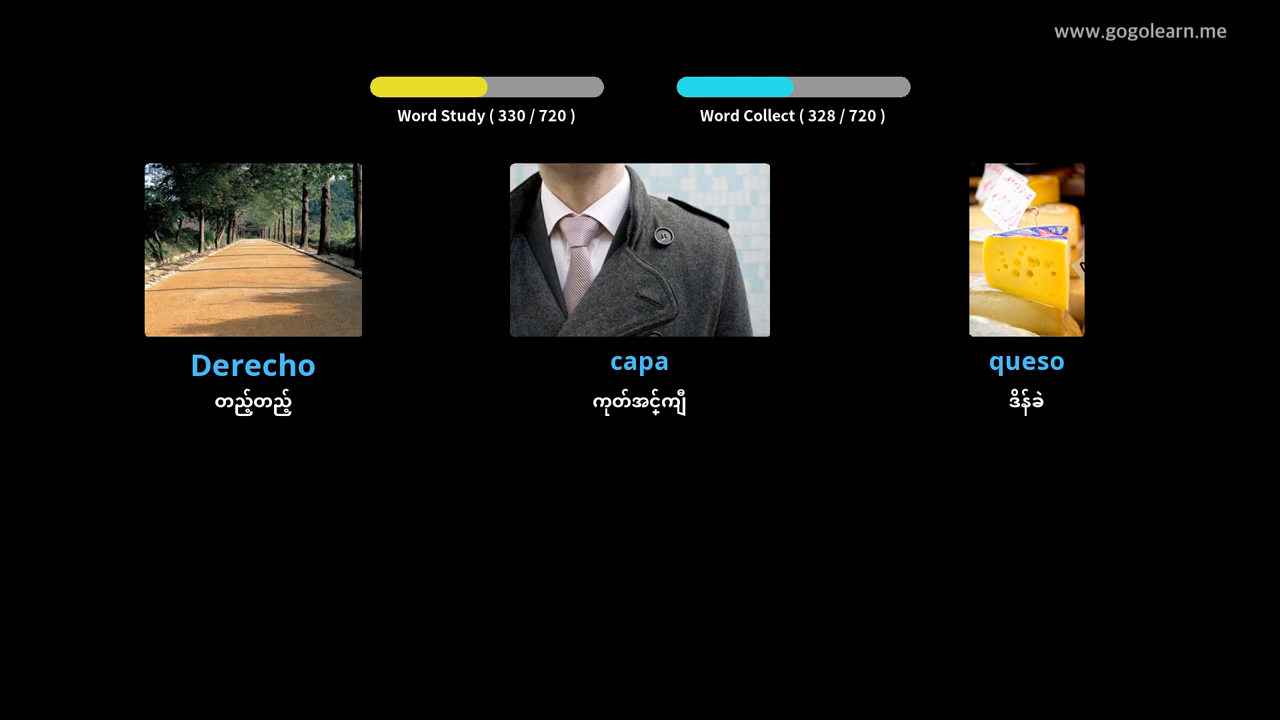 www.gogolearn.me
Word Study ( 330 / 720 )
Word Collect ( 328 / 720 )
Derecho
capa
queso
တည့်တည့်
ကုတ်အင်္ကျီ
ဒိန်ခဲ